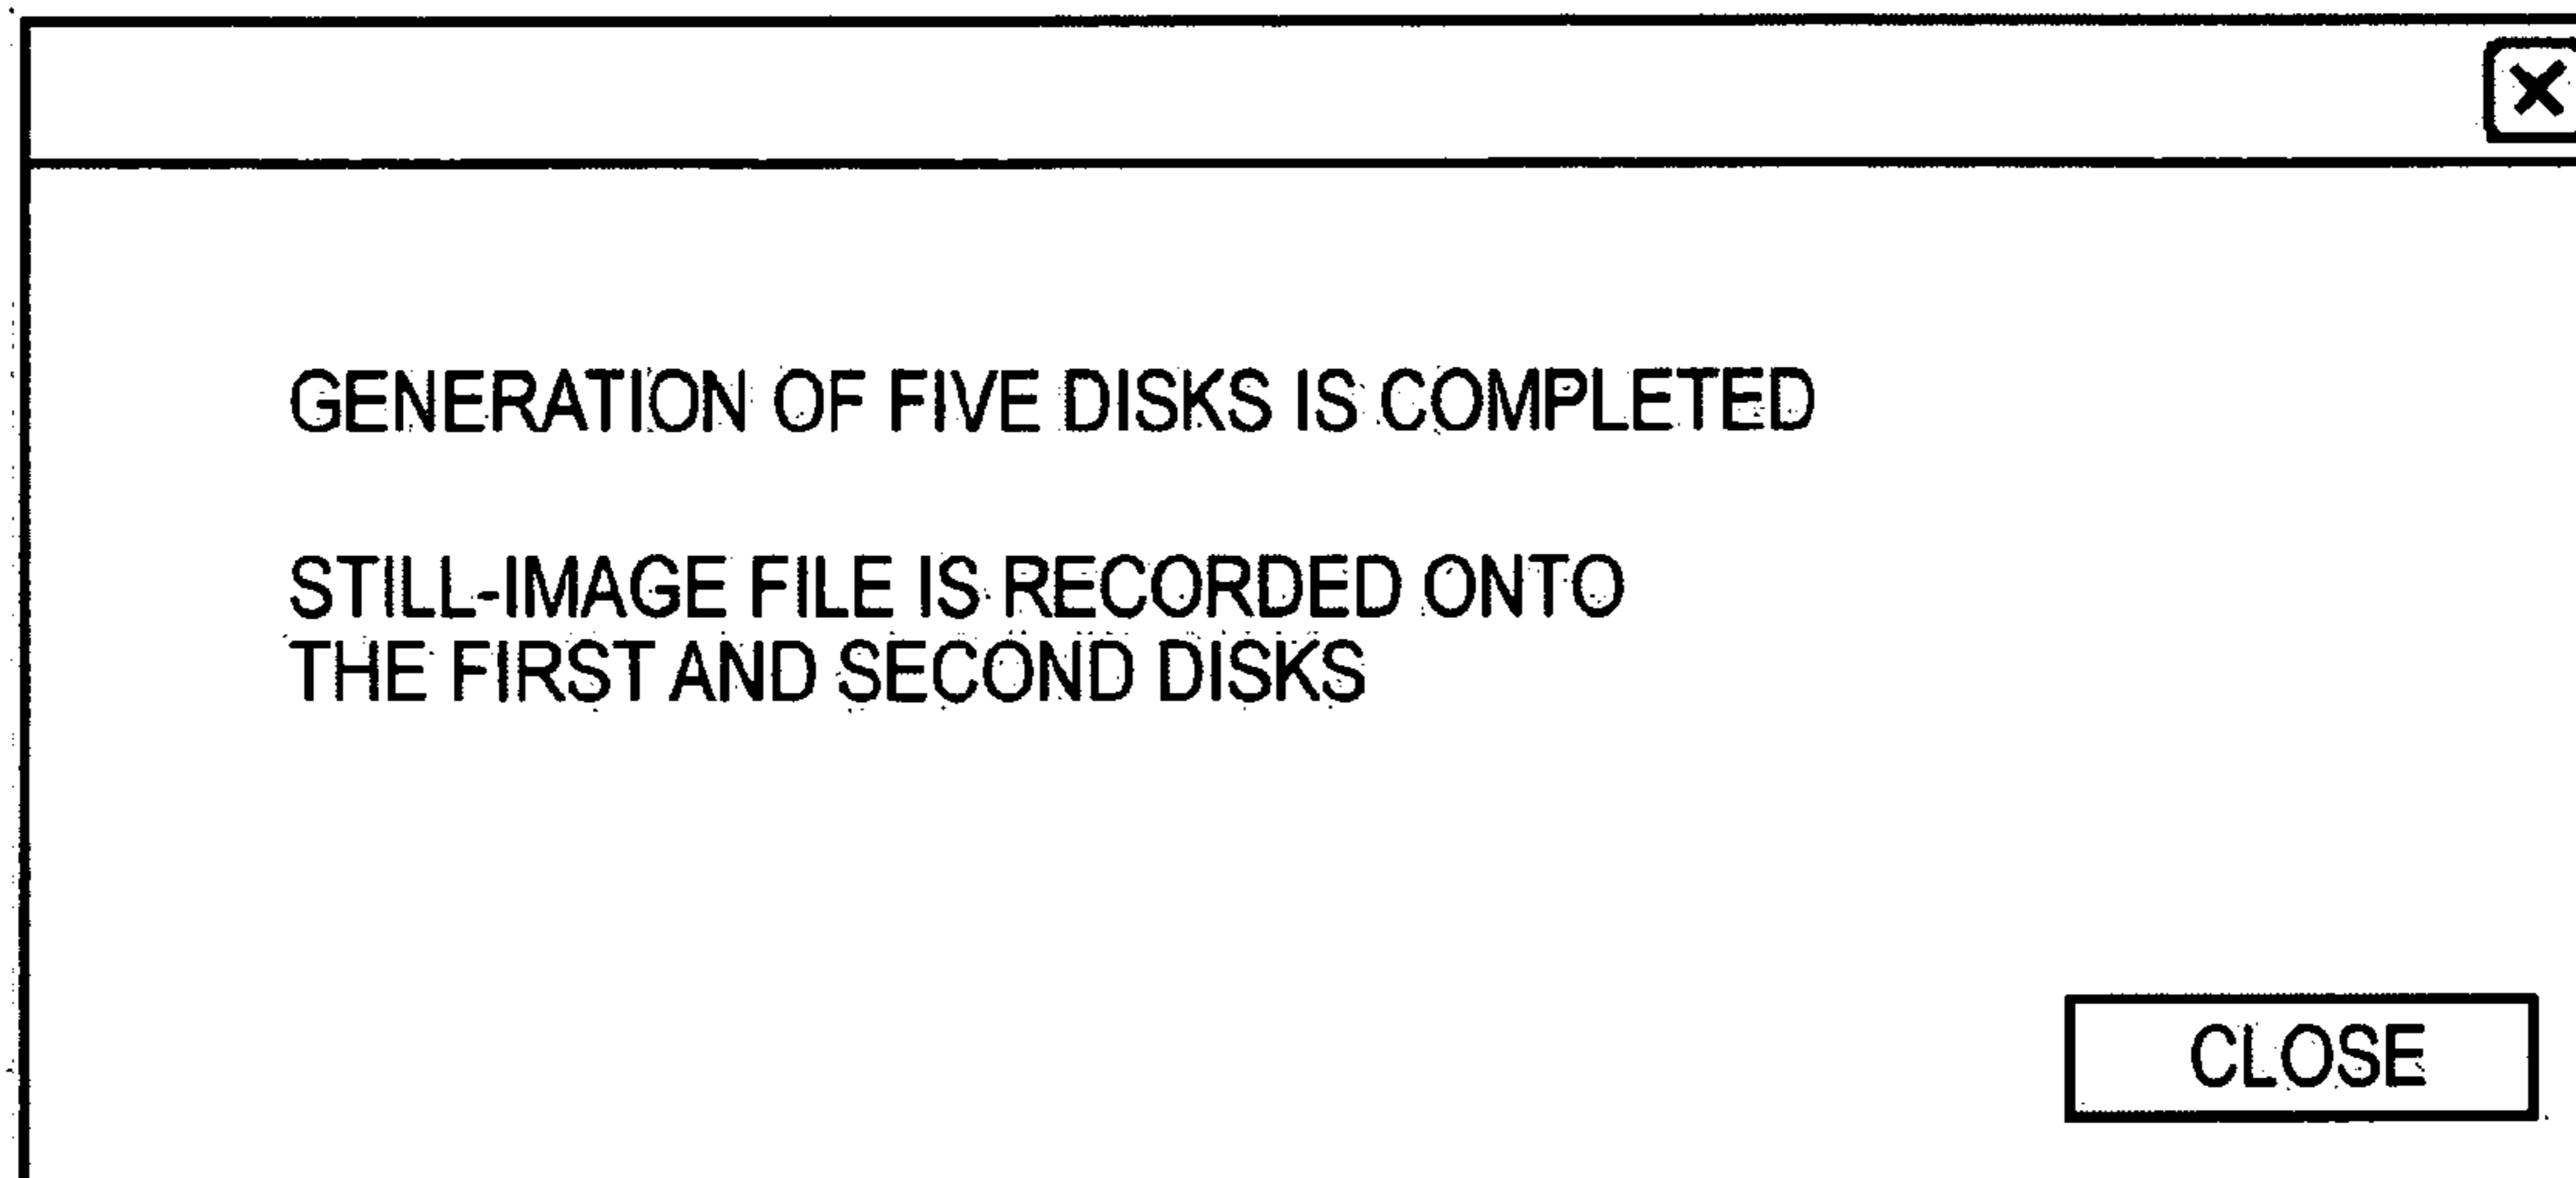 GENERATION OF FIVE DISKS IS COMPLETED
STILL-IMAGE FILE IS RECORDED ONTO
THE FIRST AND SECOND DISKS
CLOSE